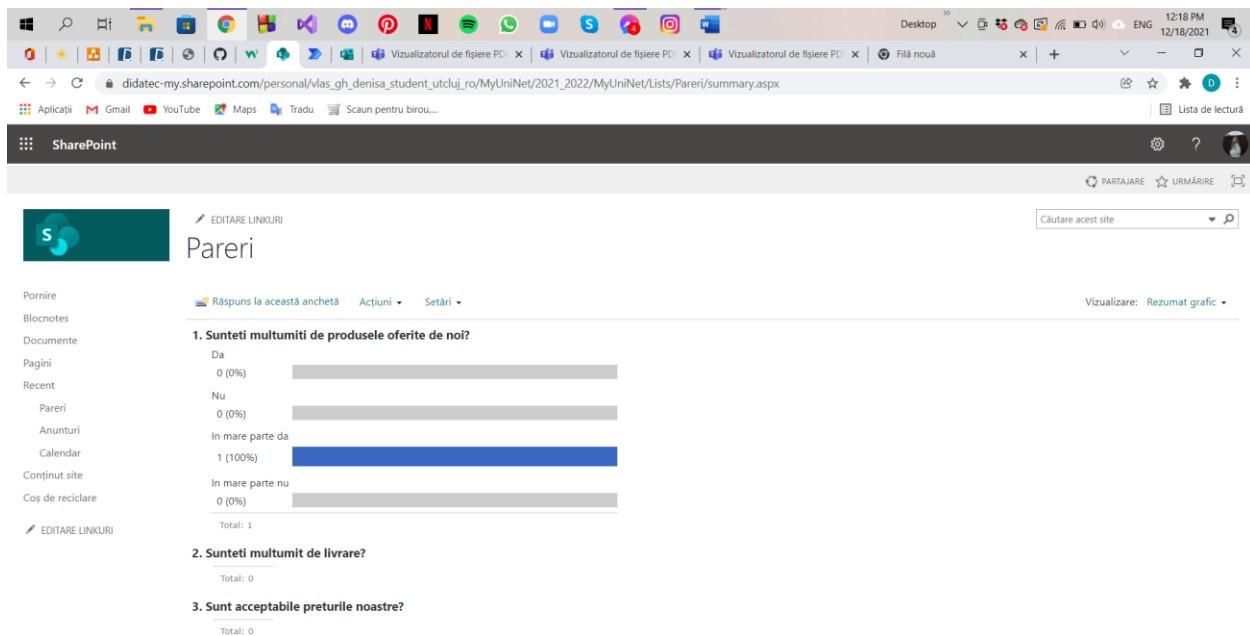 Desktop
ENG
12:18 PM
12/18/2021
4
Vizualizatorul de fișiere PD
Vizualizatorul de fișiere PD
Vizualizatorul de fișiere PD
Filă nouă
didatec-my.sharepoint.com/personal/vlas_gh_denisa_student_utcluj_ro/MyUniNet/2021_2022/MyUniNet/Lists/Pareri/summary.aspx
D
Aplicații Gmail YouTube Maps Tradu Scaun pentru birou,... Lista de lectură
SharePoint
PARTAJARE URMĂRIRE
S
EDITARE LINKURI
Căutare acest site
Pareri
Pornire
Blocnotes
Documente
Pagini
Recent
Pareri
Anunturi
Calendar
Conținut site
Coș de reciclare
EDITARE LINKURI
Răspuns la această anchetă Acțiuni Setări
Vizualizare: Rezumat grafic
1. Sunteti multumiti de produsele oferite de noi?
Da
0 (0%)
Nu
0 (0%)
In mare parte da
1 (100%)
In mare parte nu
0 (0%)
Total: 1
2. Sunteti multumit de livrare?
Total: 0
3. Sunt acceptabile preturile noastre?
Total: 0